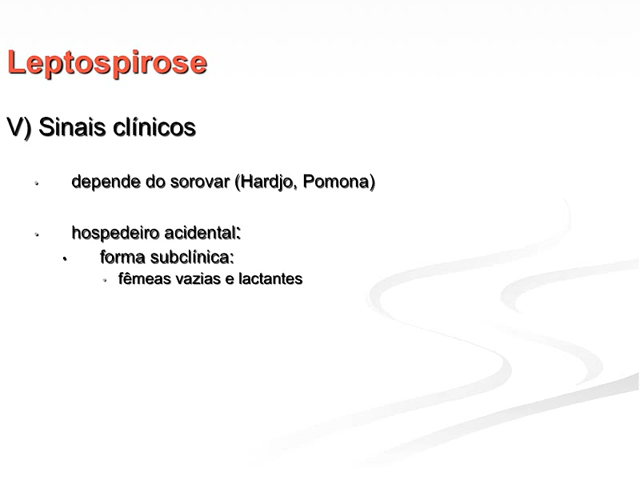 Leptospirose
V) Sinais clínicos
• depende do sorovar (Hardjo, Pomona)
• hospedeiro acidental:
• forma subclínica:
• fêmeas vazias e lactantes